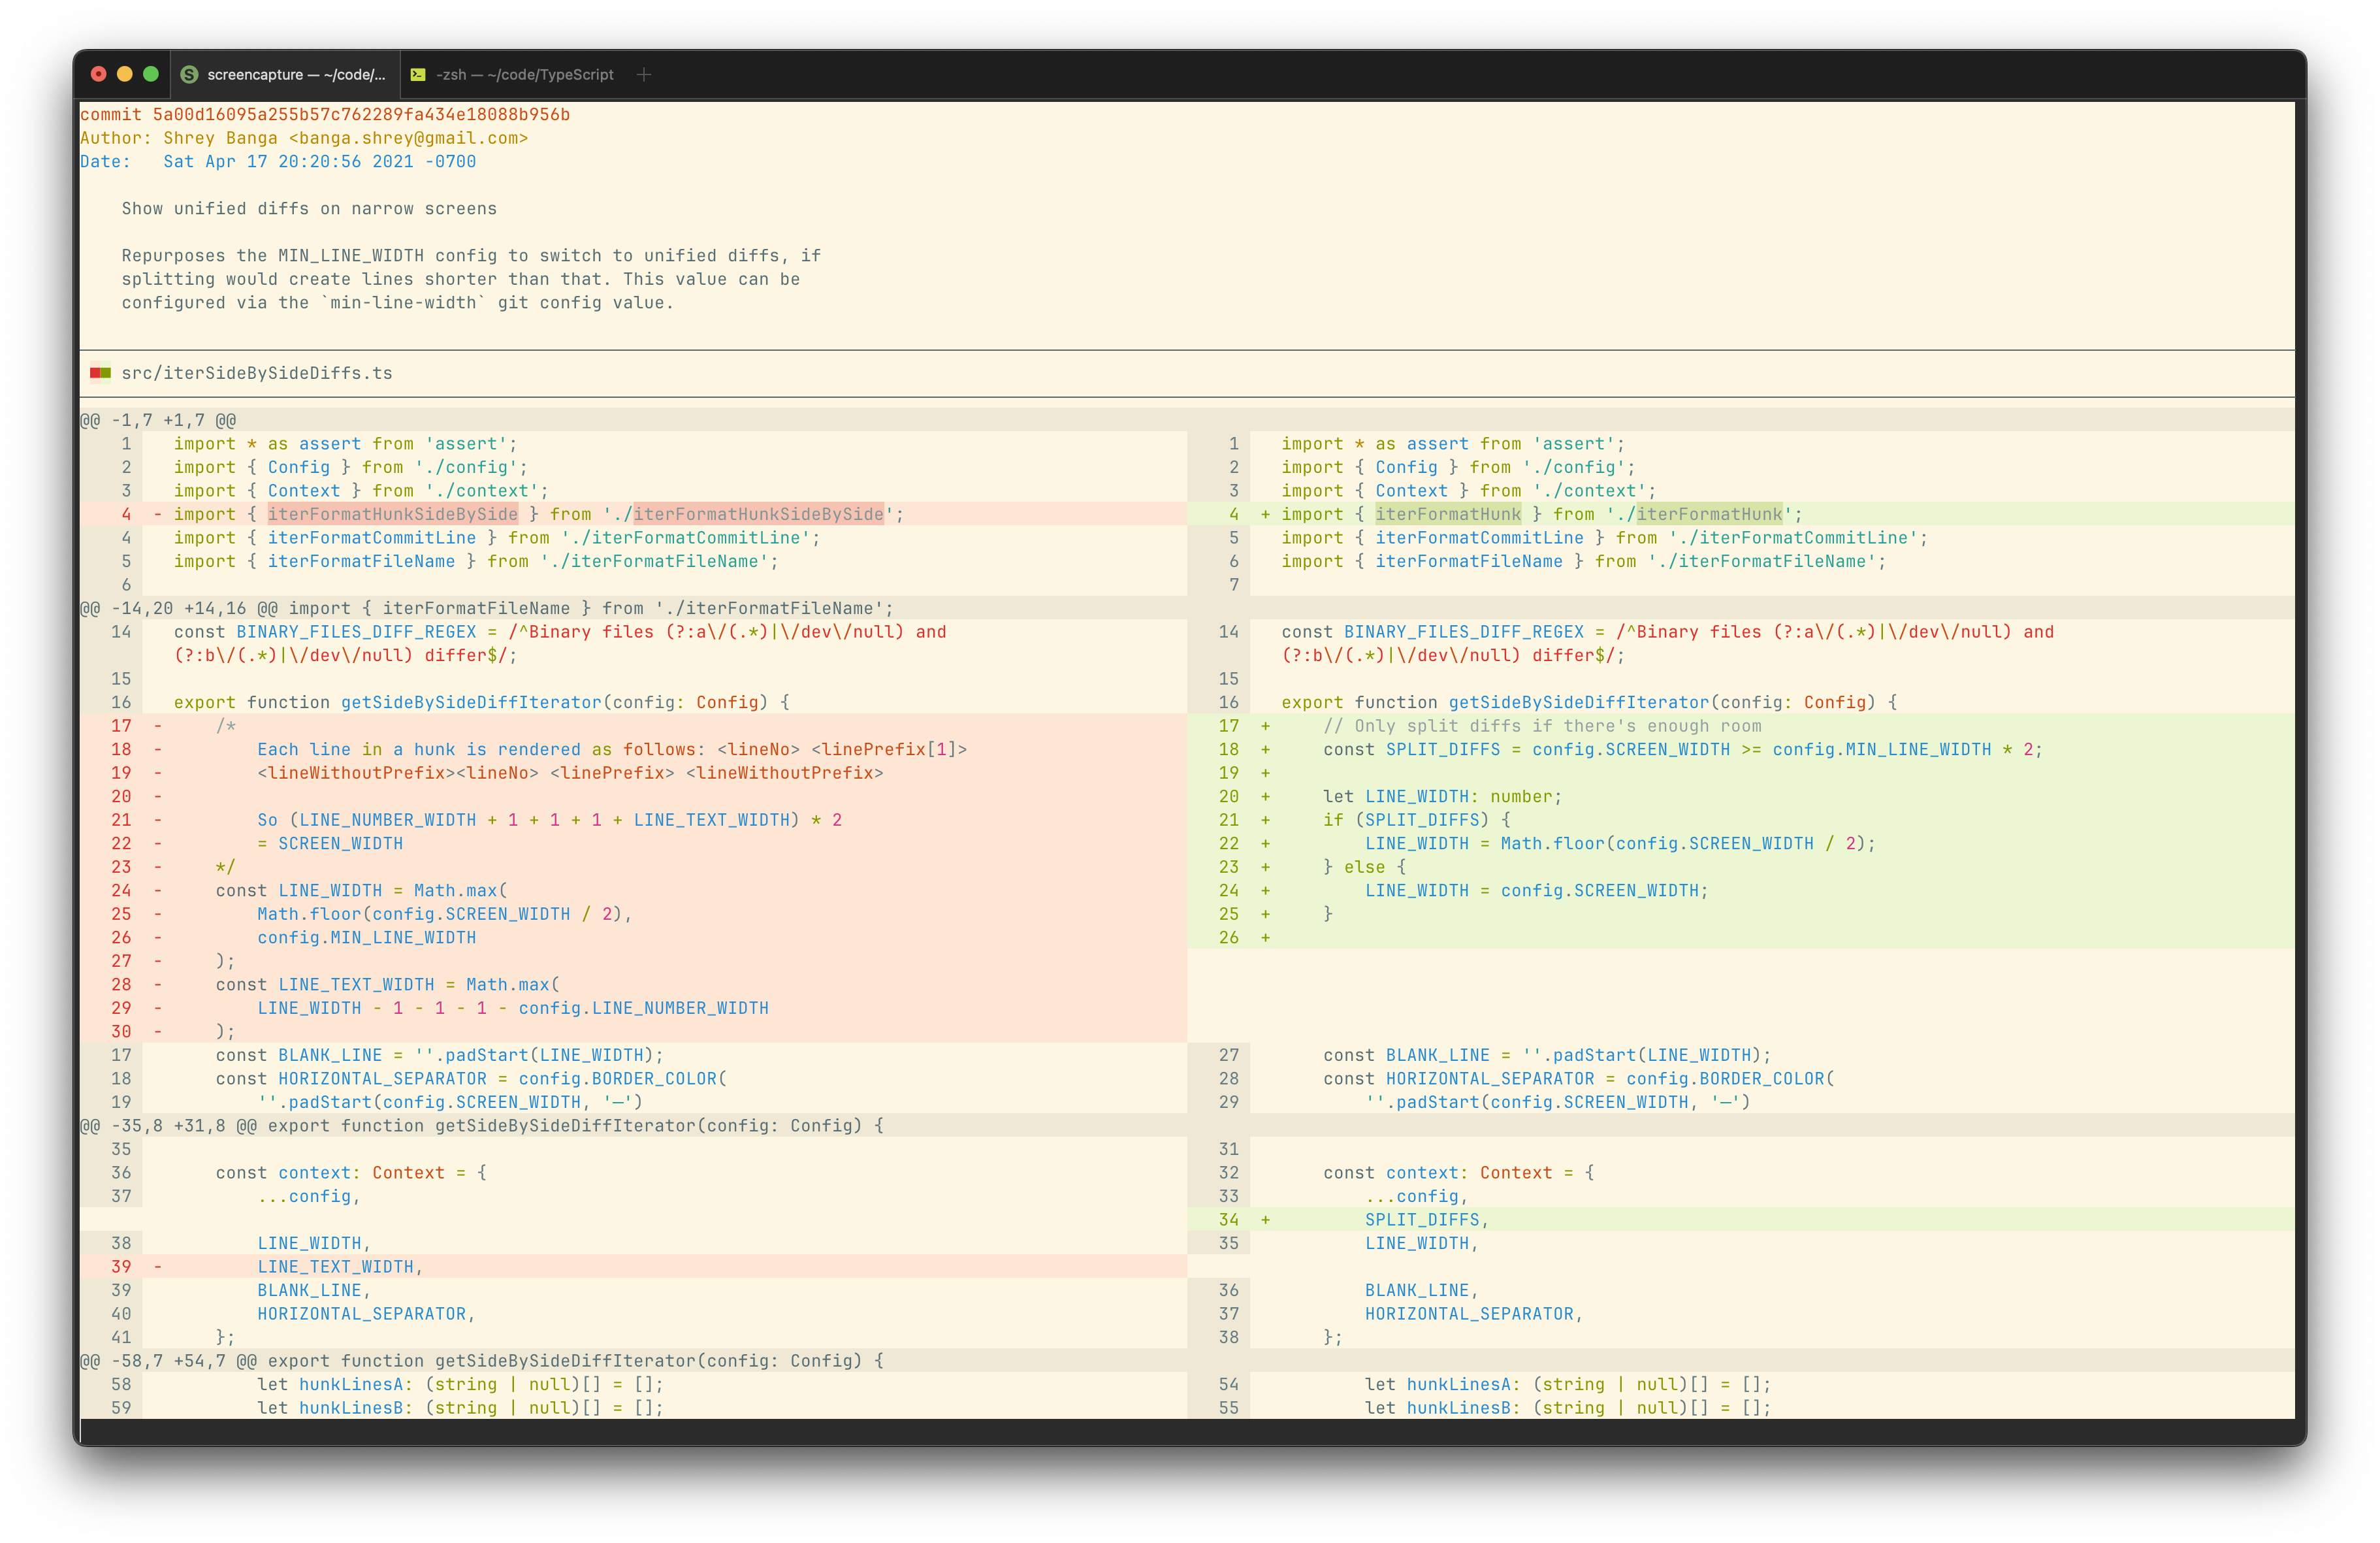 screencapture — ~/code/...
-zsh — ~/code/TypeScript
commit 5a00d16095a255b57c762289fa434e18088b956b
Author: Shrey Banga <banga.shrey@gmail.com>
Date:   Sat Apr 17 20:20:56 2021 -0700
Show unified diffs on narrow screens
Repurposes the MIN_LINE_WIDTH config to switch to unified diffs, if
splitting would create lines shorter than that. This value can be
configured via the `min-line-width` git config value.
src/iterSideBySideDiffs.ts
@@ -1,7 +1,7 @@
1 import * as assert from 'assert'; 1 import * as assert from 'assert';
2 import { Config } from './config'; 2 import { Config } from './config';
3 import { Context } from './context'; 3 import { Context } from './context';
4 - import { iterFormatHunkSideBySide } from './iterFormatHunkSideBySide'; 4 + import { iterFormatHunk } from './iterFormatHunk';
4 import { iterFormatCommitLine } from './iterFormatCommitLine'; 5 import { iterFormatCommitLine } from './iterFormatCommitLine';
5 import { iterFormatFileName } from './iterFormatFileName'; 6 import { iterFormatFileName } from './iterFormatFileName';
6 7
@@ -14,20 +14,16 @@ import { iterFormatFileName } from './iterFormatFileName';
14 const BINARY_FILES_DIFF_REGEX = /^Binary files (?:a\/(.*)|\/dev\/null) and 14 const BINARY_FILES_DIFF_REGEX = /^Binary files (?:a\/(.*)|\/dev\/null) and
(?:b\/(.*)|\/dev\/null) differ$/; (?:b\/(.*)|\/dev\/null) differ$/;
15 15
16 export function getSideBySideDiffIterator(config: Config) { 16 export function getSideBySideDiffIterator(config: Config) {
17 - /* 17 + // Only split diffs if there's enough room
18 - Each line in a hunk is rendered as follows: <lineNo> <linePrefix[1]> 18 + const SPLIT_DIFFS = config.SCREEN_WIDTH >= config.MIN_LINE_WIDTH * 2;
19 - <lineWithoutPrefix><lineNo> <linePrefix> <lineWithoutPrefix> 19 +
20 - 20 + let LINE_WIDTH: number;
21 - So (LINE_NUMBER_WIDTH + 1 + 1 + 1 + LINE_TEXT_WIDTH) * 2 21 + if (SPLIT_DIFFS) {
22 - = SCREEN_WIDTH 22 + LINE_WIDTH = Math.floor(config.SCREEN_WIDTH / 2);
23 - */ 23 + } else {
24 - const LINE_WIDTH = Math.max( 24 + LINE_WIDTH = config.SCREEN_WIDTH;
25 - Math.floor(config.SCREEN_WIDTH / 2), 25 + }
26 - config.MIN_LINE_WIDTH 26 +
27 - );
28 - const LINE_TEXT_WIDTH = Math.max(
29 - LINE_WIDTH - 1 - 1 - 1 - config.LINE_NUMBER_WIDTH
30 - );
17 const BLANK_LINE = ''.padStart(LINE_WIDTH); 27 const BLANK_LINE = ''.padStart(LINE_WIDTH);
18 const HORIZONTAL_SEPARATOR = config.BORDER_COLOR( 28 const HORIZONTAL_SEPARATOR = config.BORDER_COLOR(
19 ''.padStart(config.SCREEN_WIDTH, '─') 29 ''.padStart(config.SCREEN_WIDTH, '─')
@@ -35,8 +31,8 @@ export function getSideBySideDiffIterator(config: Config) {
35 31
36 const context: Context = { 32 const context: Context = {
37 ...config, 33 ...config,
34 + SPLIT_DIFFS,
38 LINE_WIDTH, 35 LINE_WIDTH,
39 - LINE_TEXT_WIDTH,
39 BLANK_LINE, 36 BLANK_LINE,
40 HORIZONTAL_SEPARATOR, 37 HORIZONTAL_SEPARATOR,
41 }; 38 };
@@ -58,7 +54,7 @@ export function getSideBySideDiffIterator(config: Config) {
58 let hunkLinesA: (string | null)[] = []; 54 let hunkLinesA: (string | null)[] = [];
59 let hunkLinesB: (string | null)[] = []; 55 let hunkLinesB: (string | null)[] = [];